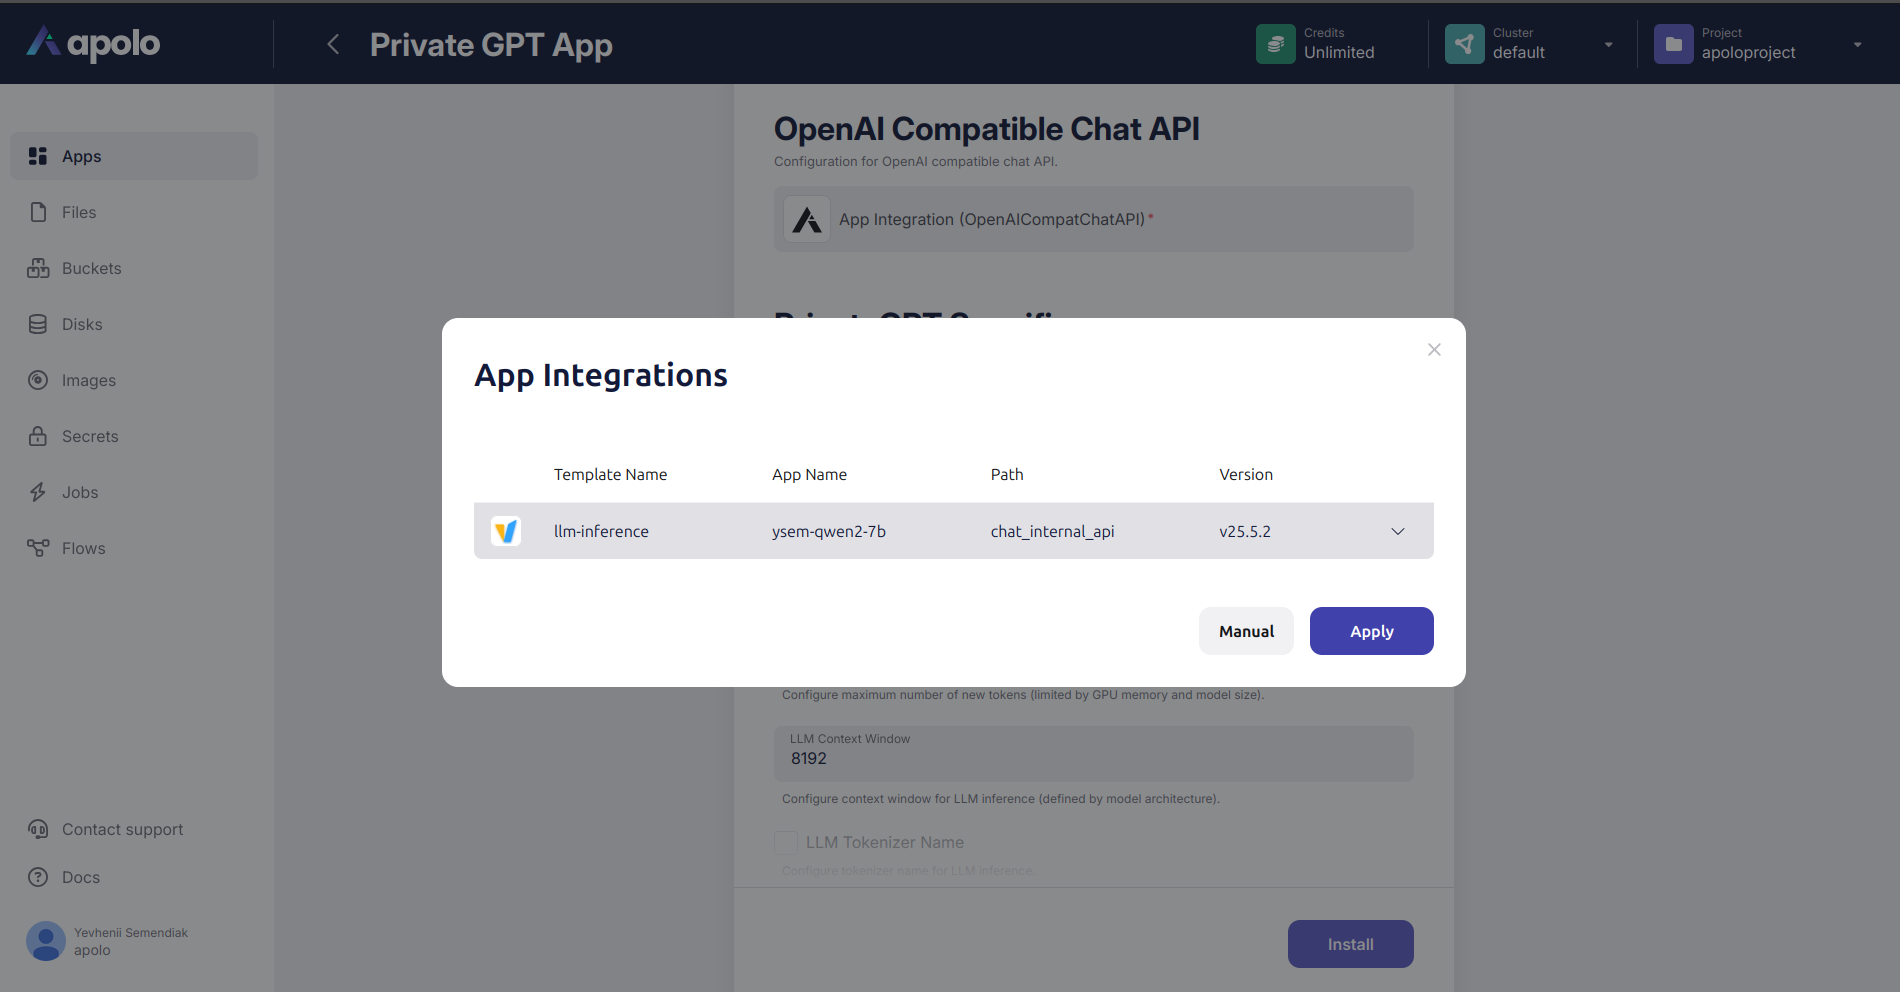 apolo
Private GPT App
Credits
Unlimited
Cluster
default
Project
apoloproject
Apps
Files
Buckets
Disks
Images
Secrets
Jobs
Flows
Contact support
Docs
Yevhenii Semendiak
apolo
OpenAI Compatible Chat API
Configuration for OpenAI compatible chat API.
App Integration (OpenAICompatChatAPI)*
App Integrations
Template Name App Name Path Version
llm-inference ysem-qwen2-7b chat_internal_api v25.5.2
Manual
Apply
Configure maximum number of new tokens (limited by GPU memory and model size).
LLM Context Window
8192
Configure context window for LLM inference (defined by model architecture).
LLM Tokenizer Name
Configure tokenizer name for LLM inference
Install